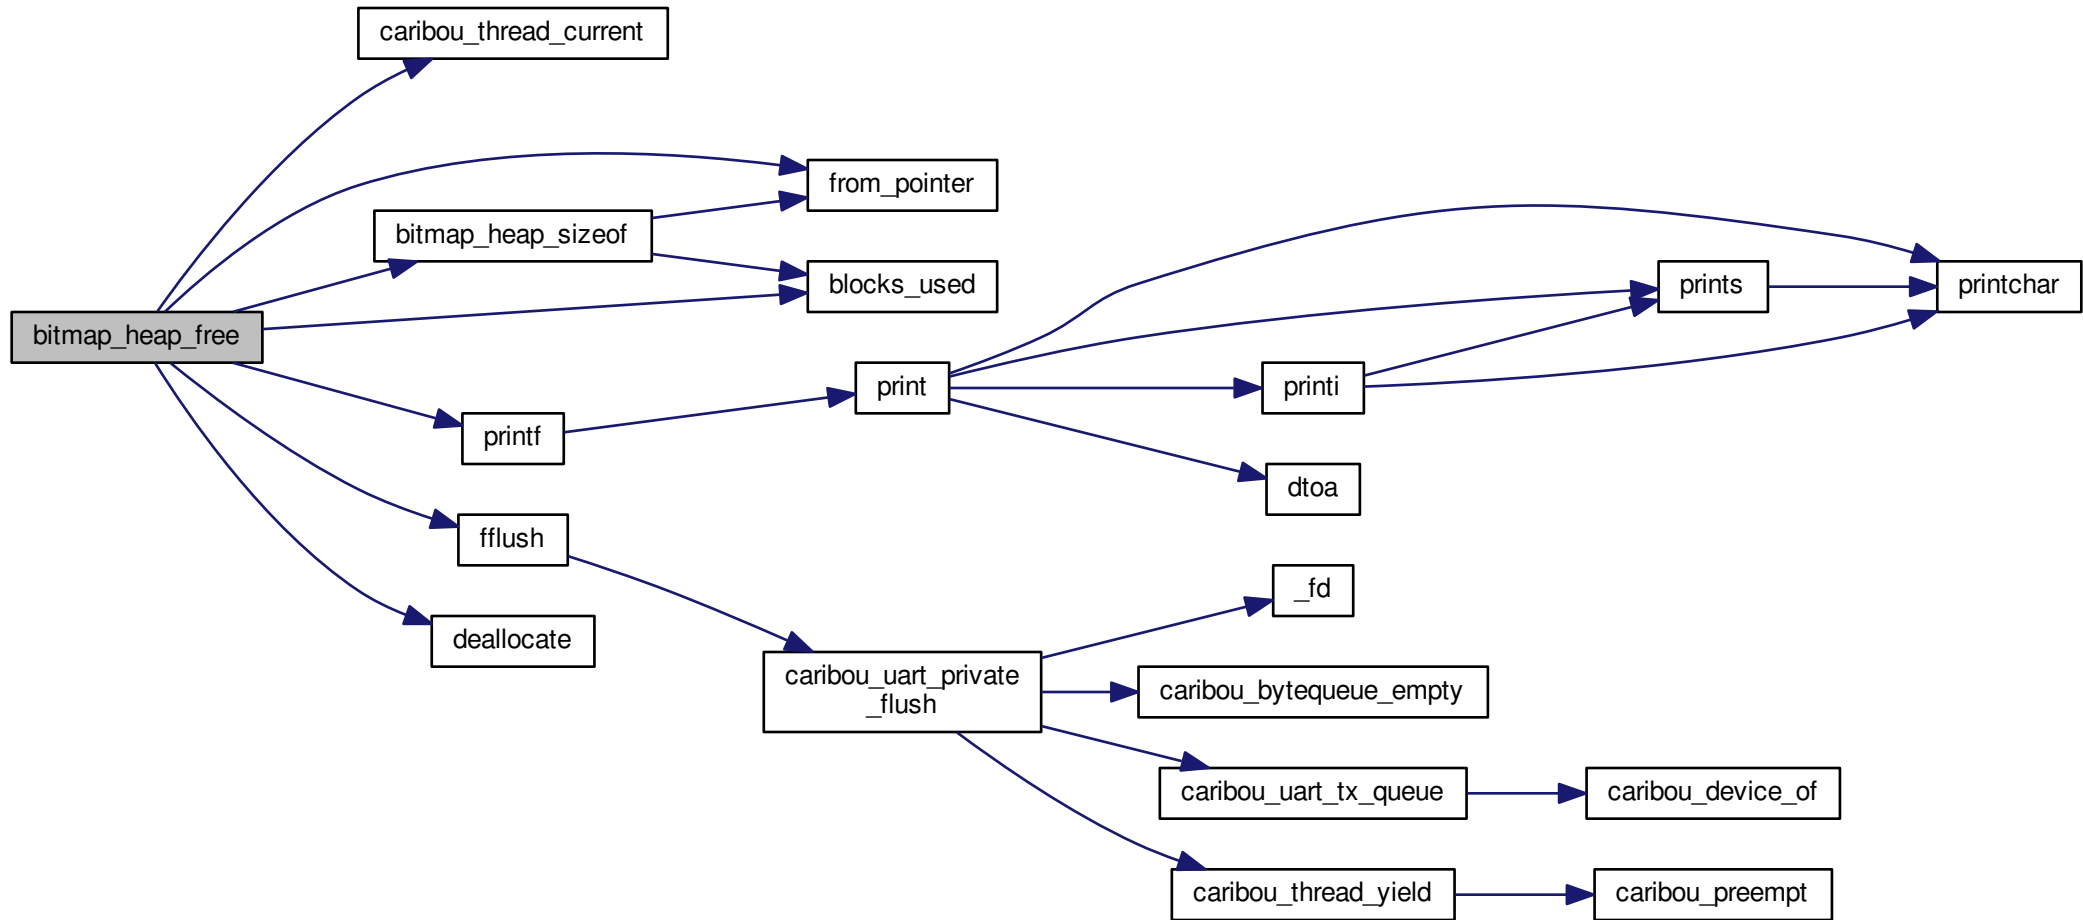 caribou_thread_current
from_pointer
bitmap_heap_sizeof
blocks_used
prints
printchar
bitmap_heap_free
print
printi
printf
dtoa
fflush
_fd
deallocate
caribou_uart_private
_flush
caribou_bytequeue_empty
caribou_uart_tx_queue
caribou_device_of
caribou_thread_yield
caribou_preempt